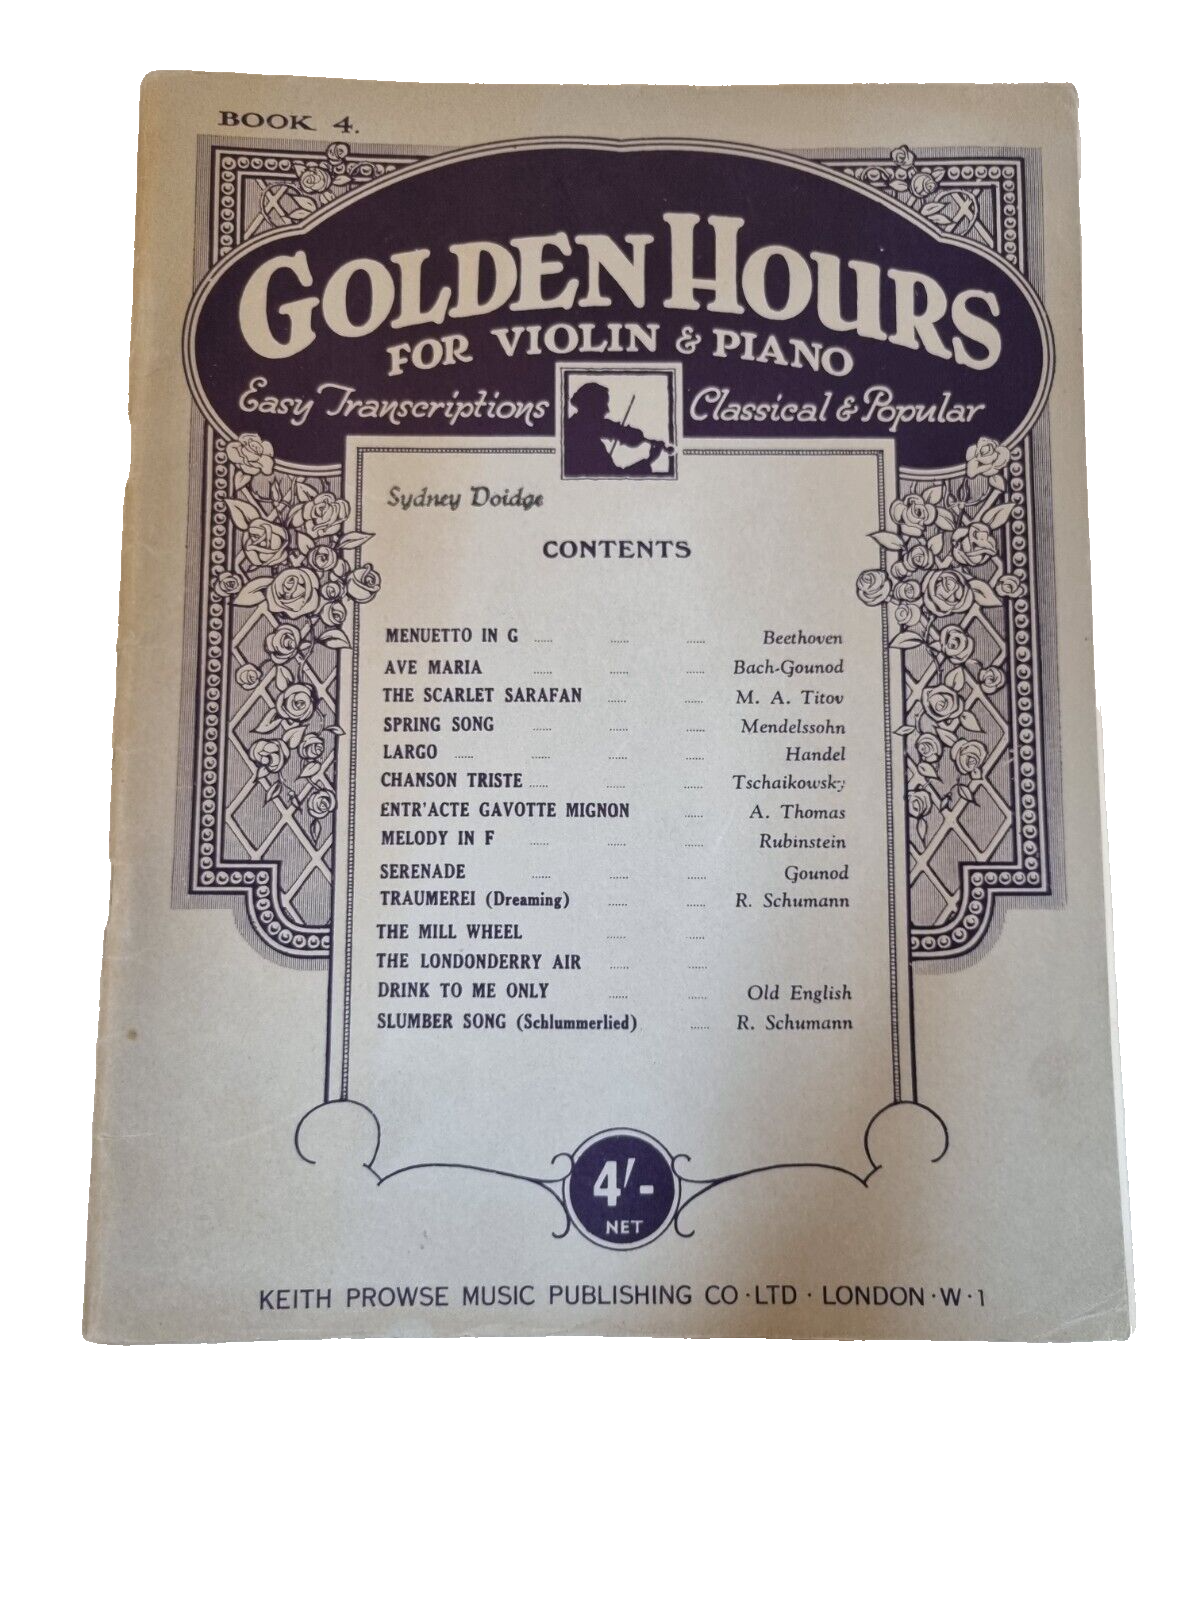 BOOK 4.
GOLDEN HOURS
FOR VIOLIN & PIANO
Easy Transcriptions Classical & Popular
Sydney Doidge
CONTENTS
MENUETTO IN G ...... ...... ...... Beethoven
AVE MARIA ...... ...... ...... Bach-Gounod
THE SCARLET SARAFAN ...... ...... M. A. Titov
SPRING SONG ...... ...... ...... Mendelssohn
LARGO ...... ...... ...... ...... Handel
CHANSON TRISTE ...... ...... ...... Tschaikowsky
ENTR'ACTE GAVOTTE MIGNON ...... A. Thomas
MELODY IN F ...... ...... ...... Rubinstein
SERENADE ...... ...... ...... Gounod
TRAUMEREI (Dreaming) ...... ...... R. Schumann
THE MILL WHEEL ...... ......
THE LONDONDERRY AIR ...... ......
DRINK TO ME ONLY ...... ...... Old English
SLUMBER SONG (Schlummerlied) ...... R. Schumann
4/-
NET
KEITH PROWSE MUSIC PUBLISHING CO·LTD · LONDON·W·1